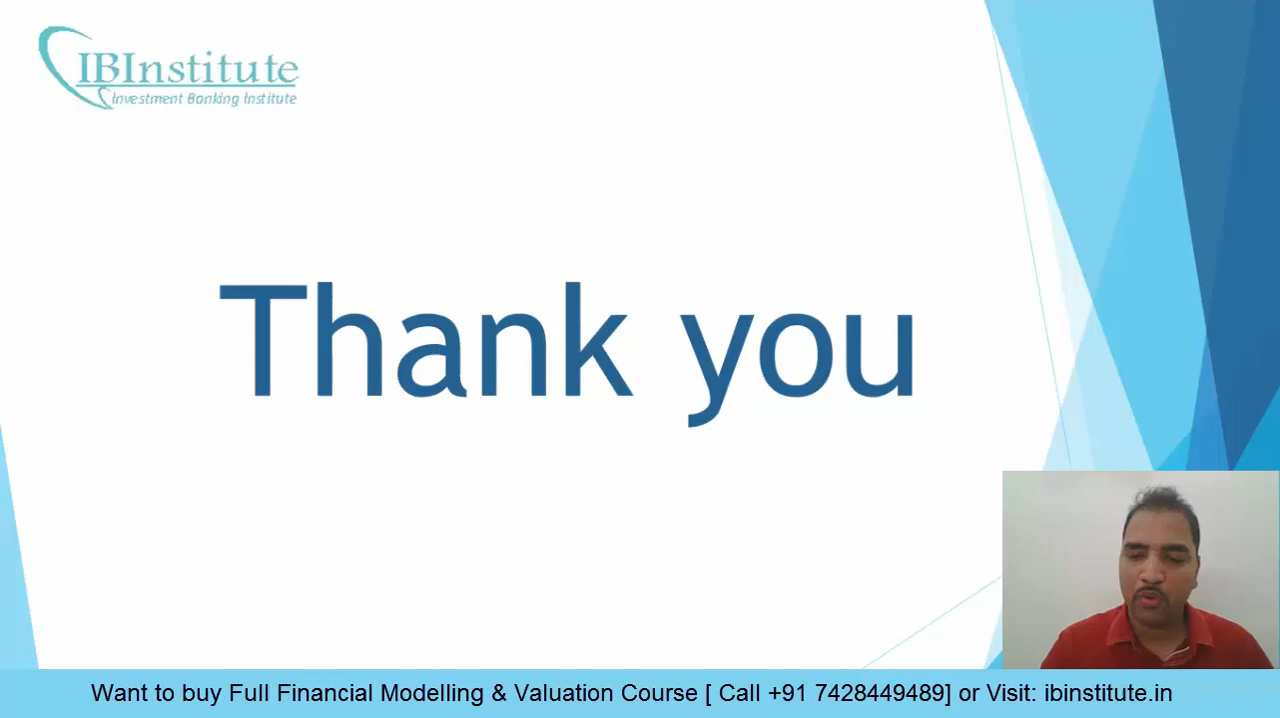 IBInstitute
Investment Banking Institute
Thank you
Want to buy Full Financial Modelling & Valuation Course [ Call +91 7428449489] or Visit: ibinstitute.in